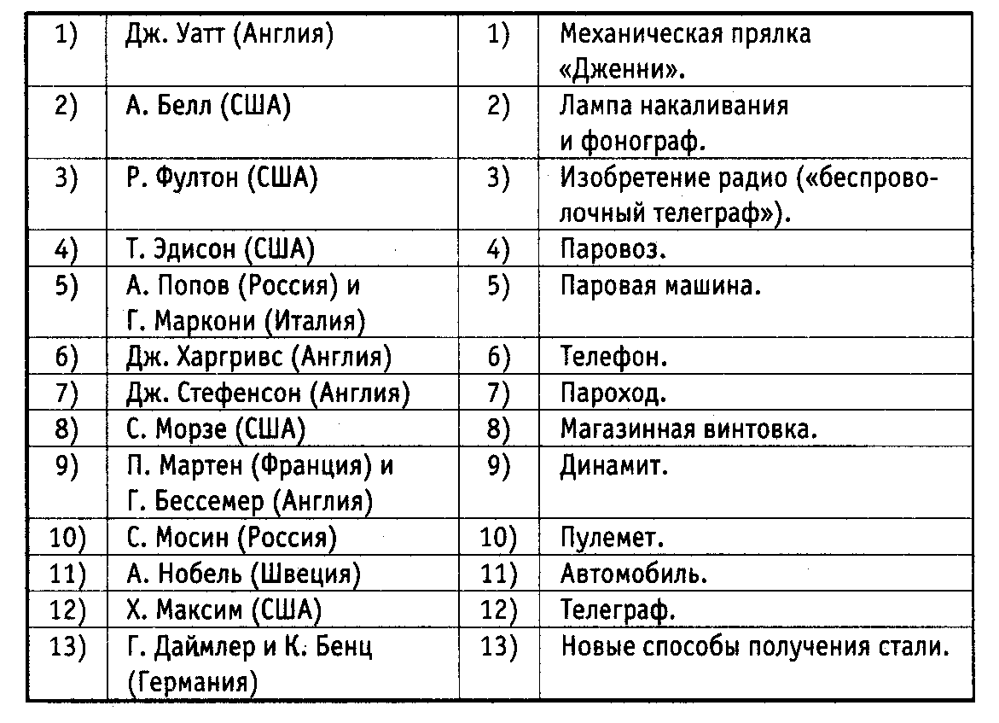 1) Дж. Уатт (Англия) 1) Механическая прялка
«Дженни».
2) А. Белл (США) 2) Лампа накаливания
и фонограф.
3) Р. Фултон (США) 3) Изобретение радио («беспрово-
лочный телеграф»).
4) Т. Эдисон (США) 4) Паровоз.
5) А. Попов (Россия) и 5) Паровая машина.
Г. Маркони (Италия)
6) Дж. Харгривс (Англия) 6) Телефон.
7) Дж. Стефенсон (Англия) 7) Пароход.
8) С. Морзе (США) 8) Магазинная винтовка.
9) П. Мартен (Франция) и 9) Динамит.
Г. Бессемер (Англия)
10) С. Мосин (Россия) 10) Пулемет.
11) А. Нобель (Швеция) 11) Автомобиль.
12) Х. Максим (США) 12) Телеграф.
13) Г. Даймлер и К. Бенц 13) Новые способы получения стали.
(Германия)